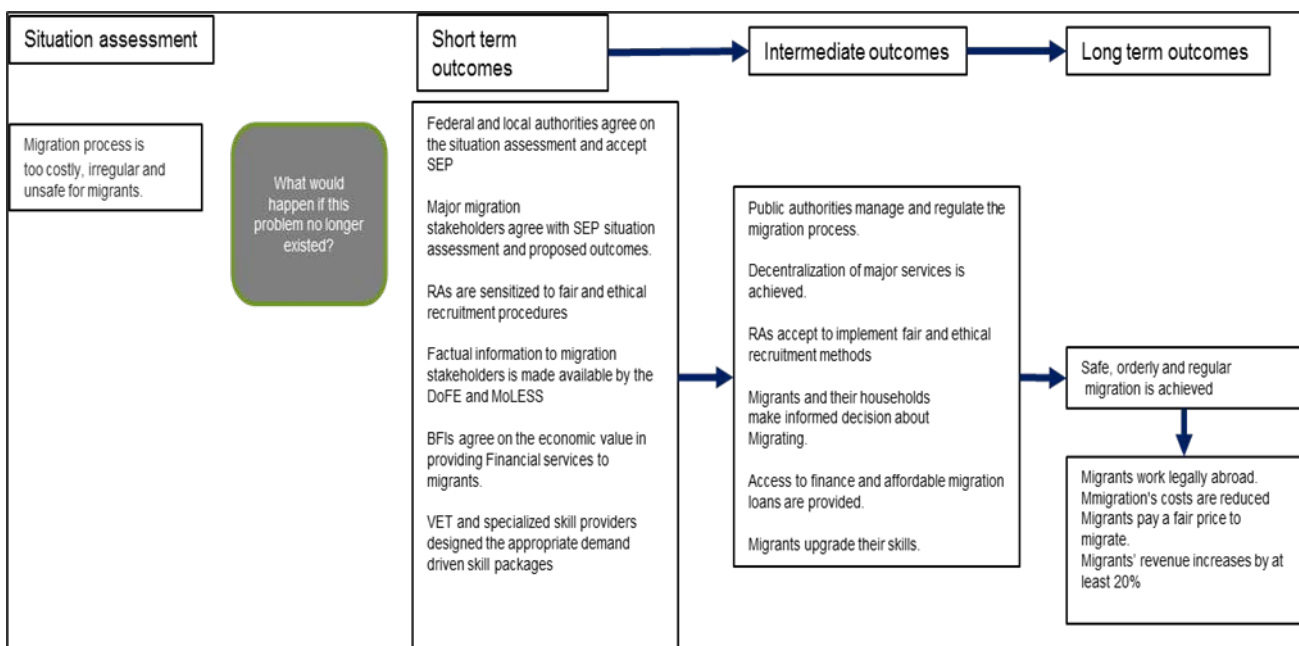 Situation assessment
Short term
outcomes
Intermediate outcomes
Long term outcomes
Migration process is
too costly, irregular and
unsafe for migrants.
What would
happen if this
problem no longer
existed?
Federal and local authorities agree on
the situation assessment and accept
SEP
Major migration
stakeholders agree with SEP situation
assessment and proposed outcomes.
RAs are sensitized to fair and ethical
recruitment procedures
Factual information to migration
stakeholders is made available by the
DoFE and MoLESS
BFIs agree on the economic value in
providing Financial services to
migrants.
VET and specialized skill providers
designed the appropriate demand
driven skill packages
Public authorities manage and regulate the
migration process.
Decentralization of major services is
achieved.
RAs accept to implement fair and ethical
recruitment methods
Migrants and their households
make informed decision about
Migrating.
Access to finance and affordable migration
loans are provided.
Migrants upgrade their skills.
Safe, orderly and regular
migration is achieved
Migrants work legally abroad.
Mmigration's costs are reduced
Migrants pay a fair price to
migrate.
Migrants' revenue increases by at
least 20%